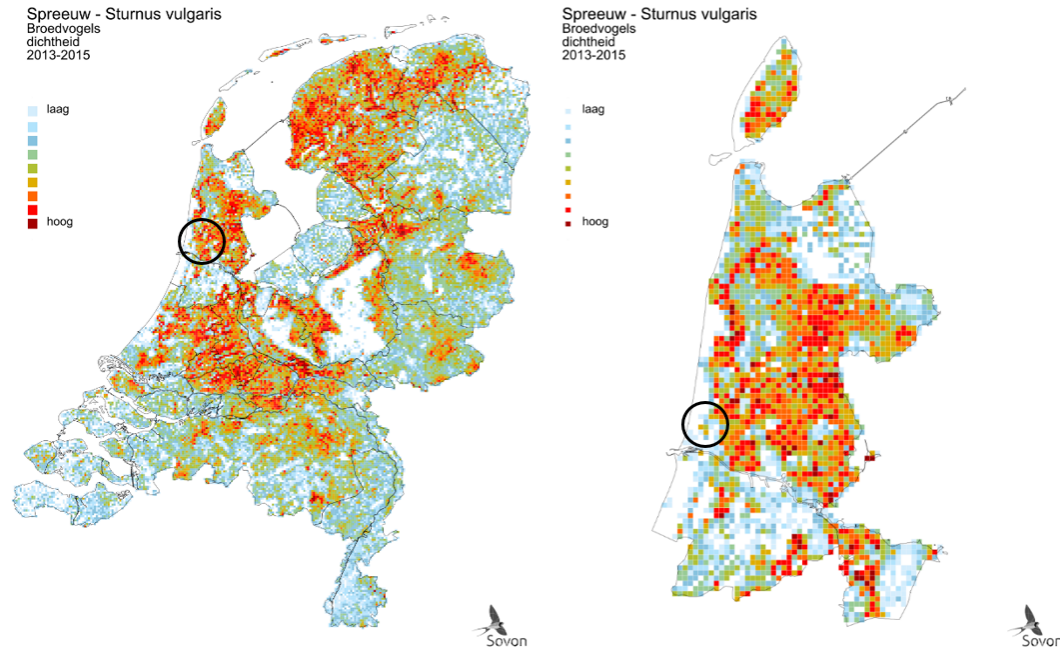 Spreeuw - Sturnus vulgaris
Broedvogels
dichtheid
2013-2015
laag
hoog
Sovon
Spreeuw - Sturnus vulgaris
Broedvogels
dichtheid
2013-2015
laag
hoog
Sovon